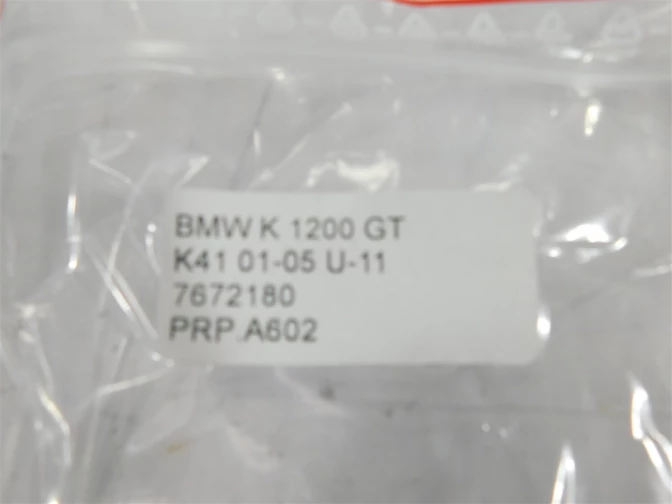 BMW K 1200 GT
K41 01-05 U-11
7672180
PRP.A602